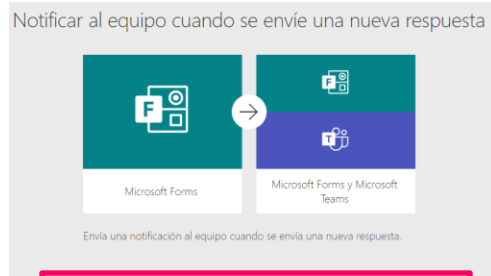 Notificar al equipo cuando se envíe una nueva respuesta
F
F
T
Microsoft Forms
Microsoft Forms y Microsoft
Teams
Envía una notificación al equipo cuando se envía una nueva respuesta.